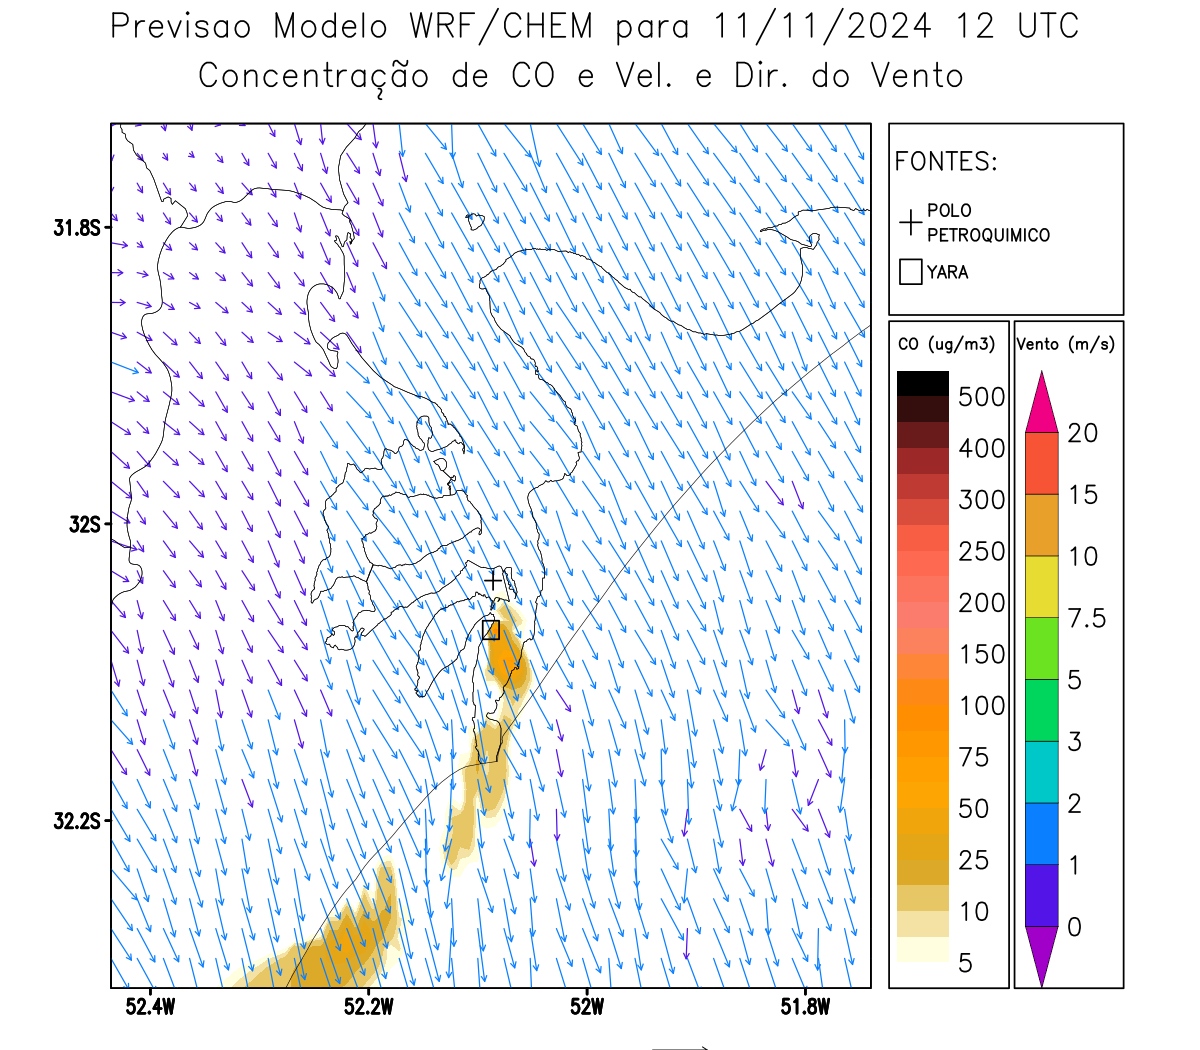 Previsao Modelo WRF/CHEM para 11/11/2024 12 UTC
Concentração de CO e Vel. e Dir. do Vento
FONTES:
POLO
PETROQUIMICO
YARA
CO (ug/m3)
500
400
300
250
200
150
100
75
50
25
10
5
Vento (m/s)
20
15
10
7.5
5
3
2
1
0
31.8S
32S
32.2S
52.4W
52.2W
52W
51.8W